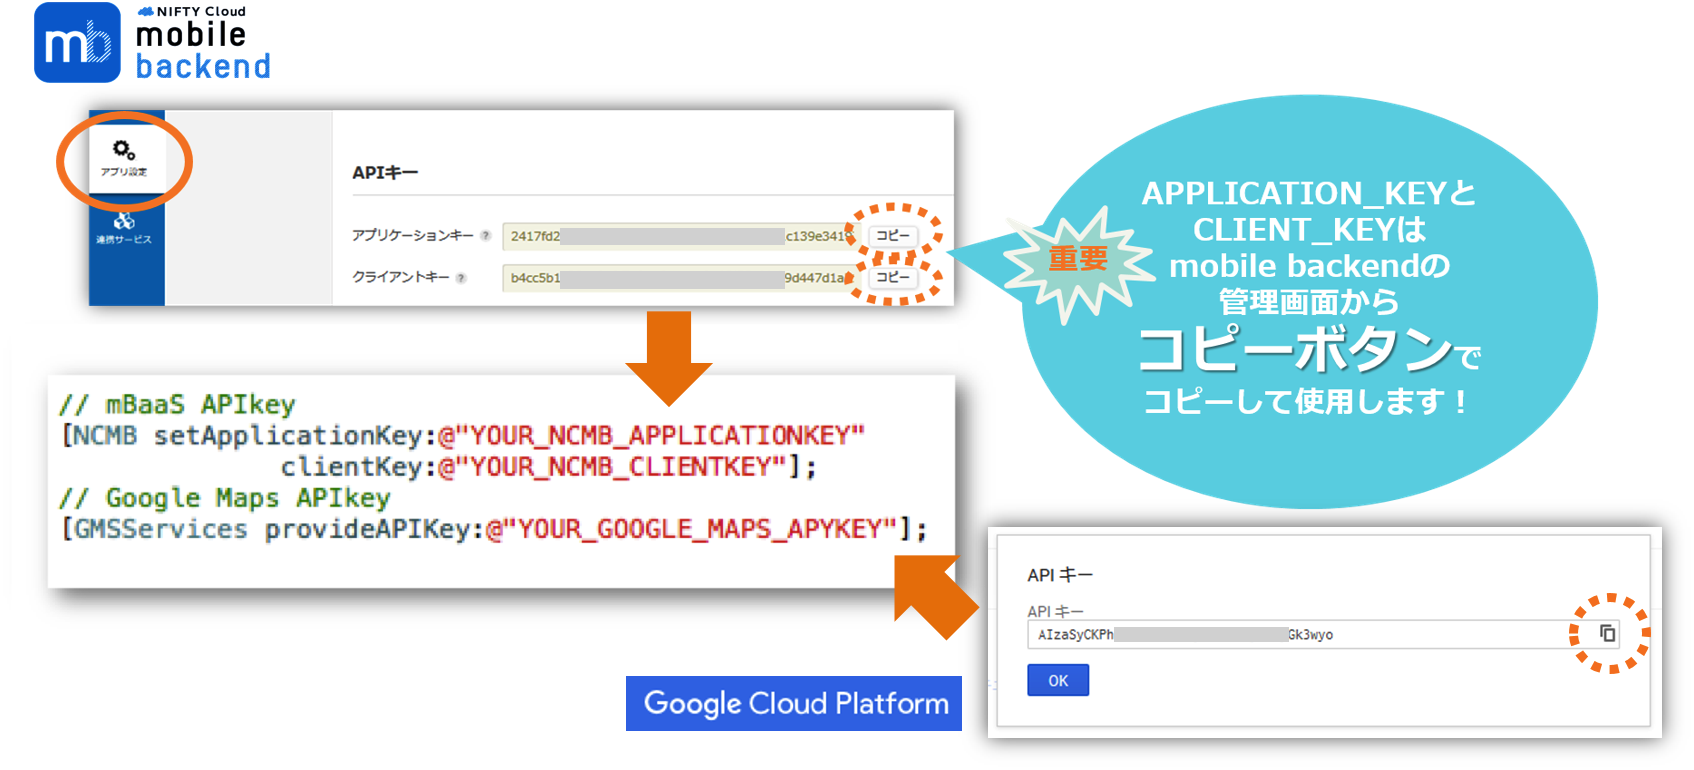 mb
NIFTY Cloud
mobile
backend
アプリ設定
連携サービス
APIキー
アプリケーションキー ?
2417fd2
c139e3419
コピー
クライアントキー ?
b4cc5b1
9d447d1a
コピー
重要
APPLICATION_KEYと
CLIENT_KEYは
mobile backendの
管理画面から
コピーボタンで
コピーして使用します！
// mBaaS APIkey
[NCMB setApplicationKey:@"YOUR_NCMB_APPLICATIONKEY"
clientKey:@"YOUR_NCMB_CLIENTKEY"];
// Google Maps APIkey
[GMSServices provideAPIKey:@"YOUR_GOOGLE_MAPS_APYKEY"];
API キー
API キー
AIzaSyCKPh
Gk3wyo
OK
Google Cloud Platform